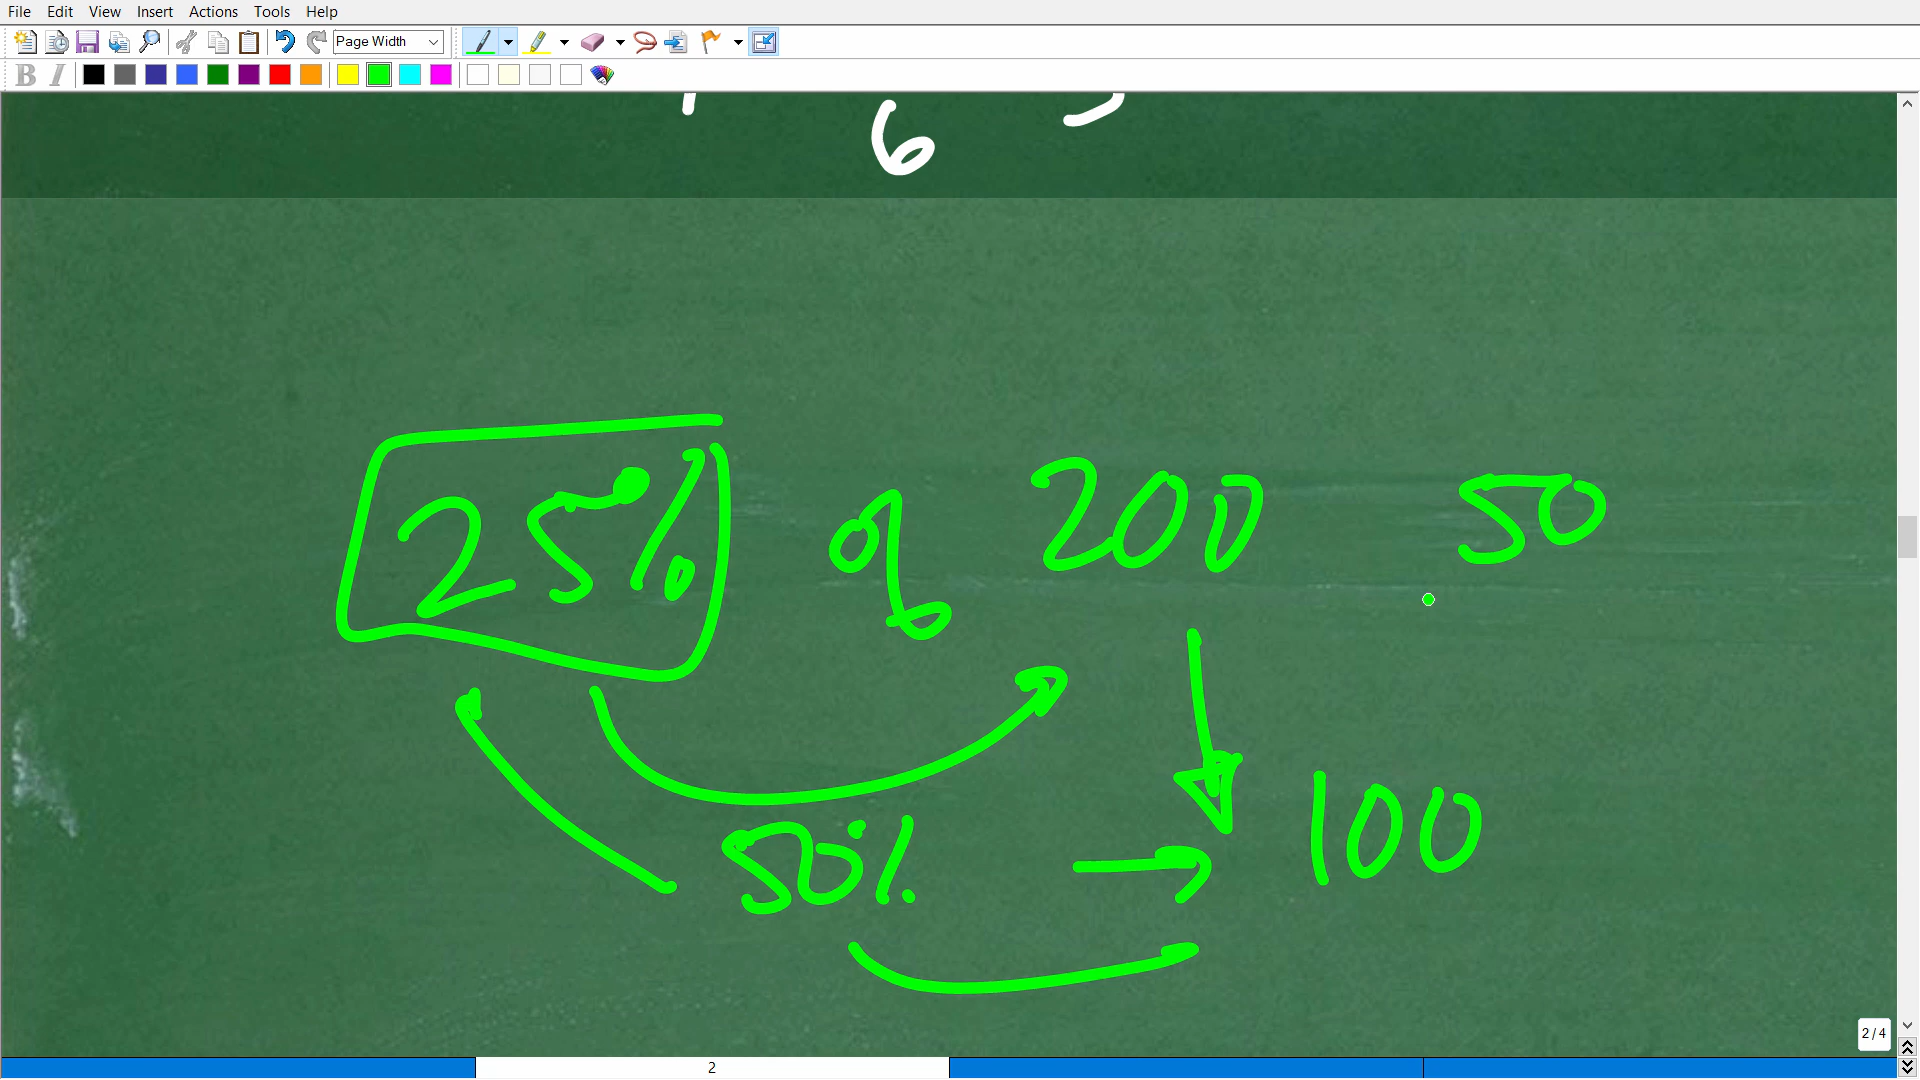 File Edit View Insert Actions Tools Help
Page Width
B I
6
25% of 200 50
50% → 100
2 / 4
2